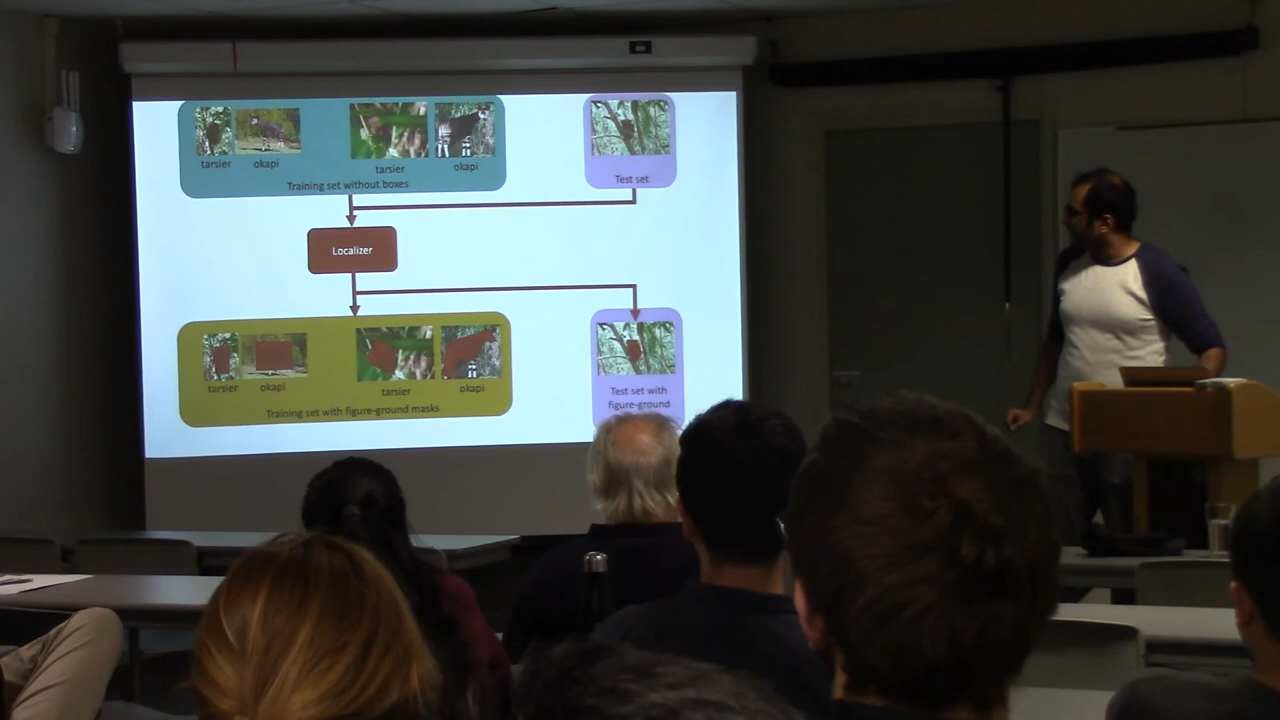 tarsier okapi tarsier okapi
Training set without boxes
Test set
Localizer
tarsier okapi tarsier okapi
Training set with figure-ground masks
Test set with
figure-ground